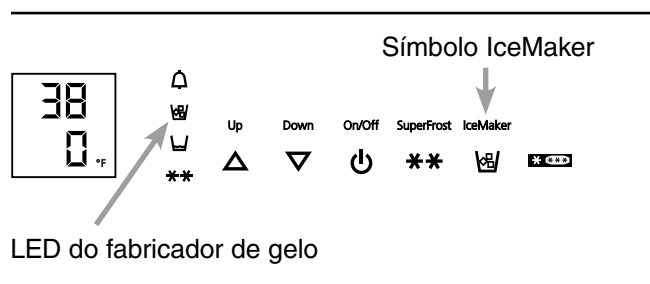 Símbolo IceMaker
38
0 °F
Up Down On/Off SuperFrost IceMaker
LED do fabricador de gelo